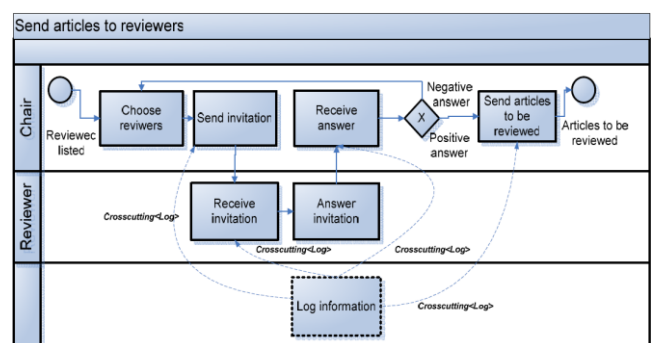 Send articles to reviewers
Chair
Reviewec
listed
Choose
reviwers
Send invitation
Receive
answer
X
Negative
answer
Positive
answer
Send articles
to be
reviewed
Articles to be
reviewed
Reviewer
Receive
invitation
Answer
invitation
Crosscutting<Log>
Crosscutting<Log>
Crosscutting<Log>
Log information
Crosscutting<Log>